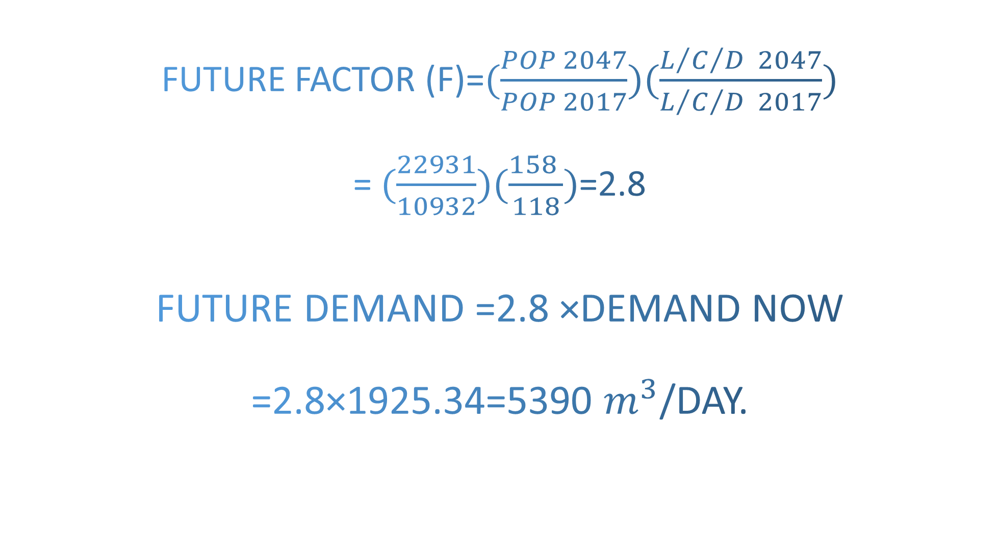 FUTURE FACTOR (F)=(POP 2047/POP 2017)(L/C/D 2047/L/C/D 2017)
= (22931/10932)(158/118)=2.8
FUTURE DEMAND =2.8 ×DEMAND NOW
=2.8×1925.34=5390 m³/DAY.